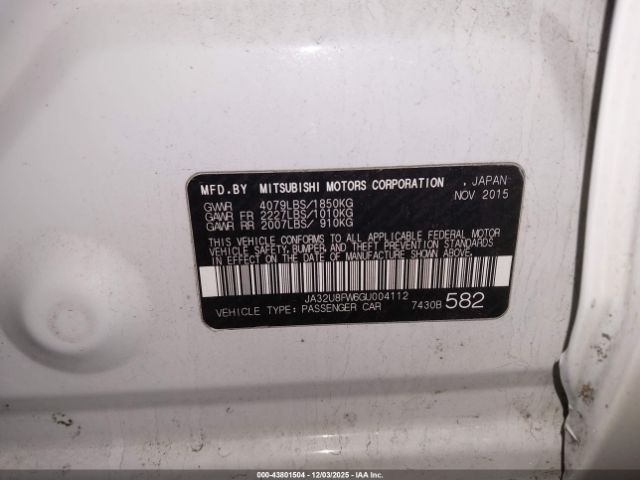 MFD.BY MITSUBISHI MOTORS CORPORATION , JAPAN
NOV 2015
GVWR 4079LBS/1850KG
GAWR FR 2227LBS/1010KG
GAWR RR 2007LBS/ 910KG
THIS VEHICLE CONFORMS TO ALL APPLICABLE FEDERAL MOTOR
VEHICLE SAFETY, BUMPER, AND THEFT PREVENTION STANDARDS
IN EFFECT ON THE DATE OF MANUFACTURE SHOWN ABOVE.
JA32U8FW6GU004112
VEHICLE TYPE: PASSENGER CAR 7430B 582
000-43801504 - 12/03/2025 - IAA Inc.